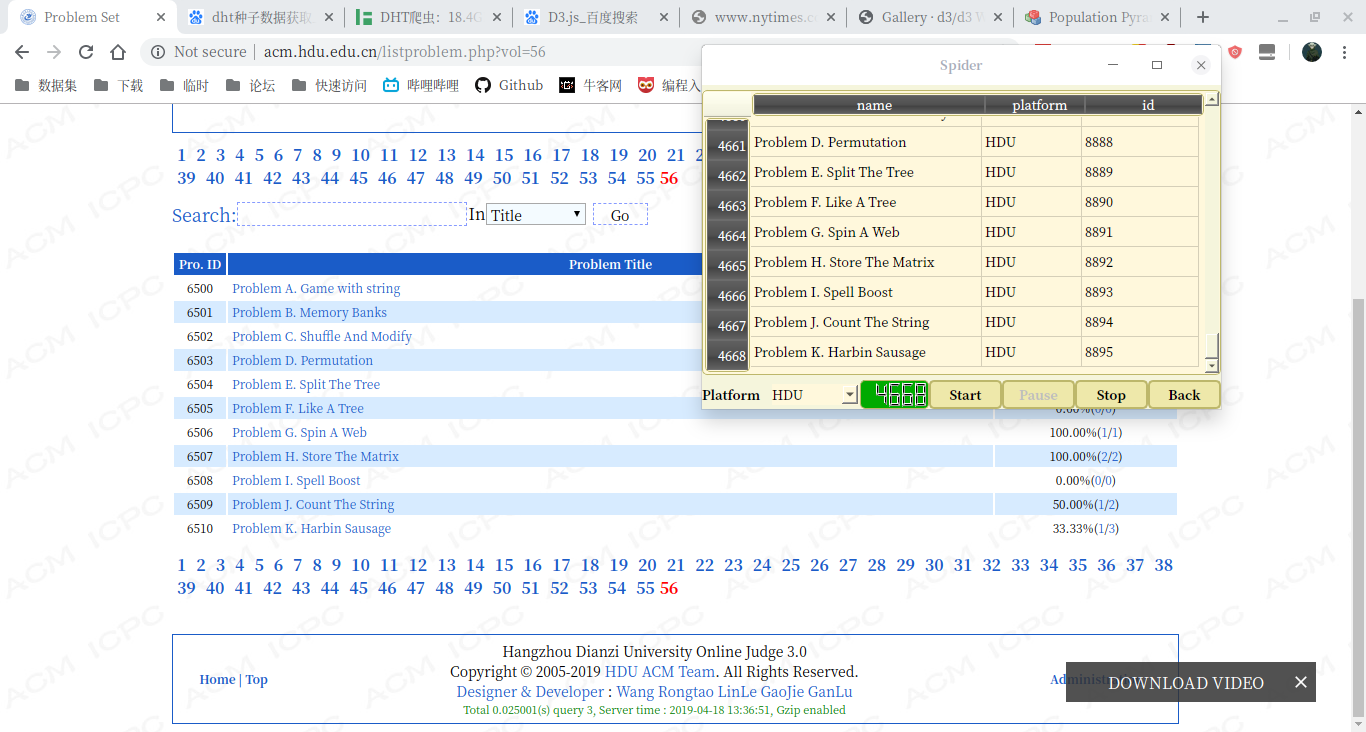 Problem Set
dht种子数据获取
DHT爬虫：18.4G
D3.js_百度搜索
www.nytimes.c
Gallery · d3/d3 W
Population Pyra
Not secure | acm.hdu.edu.cn/listproblem.php?vol=56
数据集 下载 临时 论坛 快速访问 哔哩哔哩 Github 牛客网 编程入
1 2 3 4 5 6 7 8 9 10 11 12 13 14 15 16 17 18 19 20 21
39 40 41 42 43 44 45 46 47 48 49 50 51 52 53 54 55 56
Search: In Title Go
Pro. ID Problem Title
6500 Problem A. Game with string
6501 Problem B. Memory Banks
6502 Problem C. Shuffle And Modify
6503 Problem D. Permutation
6504 Problem E. Split The Tree
6505 Problem F. Like A Tree 0.00%(0/0)
6506 Problem G. Spin A Web 100.00%(1/1)
6507 Problem H. Store The Matrix 100.00%(2/2)
6508 Problem I. Spell Boost 0.00%(0/0)
6509 Problem J. Count The String 50.00%(1/2)
6510 Problem K. Harbin Sausage 33.33%(1/3)
1 2 3 4 5 6 7 8 9 10 11 12 13 14 15 16 17 18 19 20 21 22 23 24 25 26 27 28 29 30 31 32 33 34 35 36 37 38
39 40 41 42 43 44 45 46 47 48 49 50 51 52 53 54 55 56
Spider
name platform id
4661 Problem D. Permutation HDU 8888
4662 Problem E. Split The Tree HDU 8889
4663 Problem F. Like A Tree HDU 8890
4664 Problem G. Spin A Web HDU 8891
4665 Problem H. Store The Matrix HDU 8892
4666 Problem I. Spell Boost HDU 8893
4667 Problem J. Count The String HDU 8894
4668 Problem K. Harbin Sausage HDU 8895
Platform HDU 4668 Start Pause Stop Back
Home | Top
Hangzhou Dianzi University Online Judge 3.0
Copyright © 2005-2019 HDU ACM Team. All Rights Reserved.
Designer & Developer : Wang Rongtao LinLe GaoJie GanLu
Total 0.025001(s) query 3, Server time : 2019-04-18 13:36:51, Gzip enabled
DOWNLOAD VIDEO
ACM ICPC